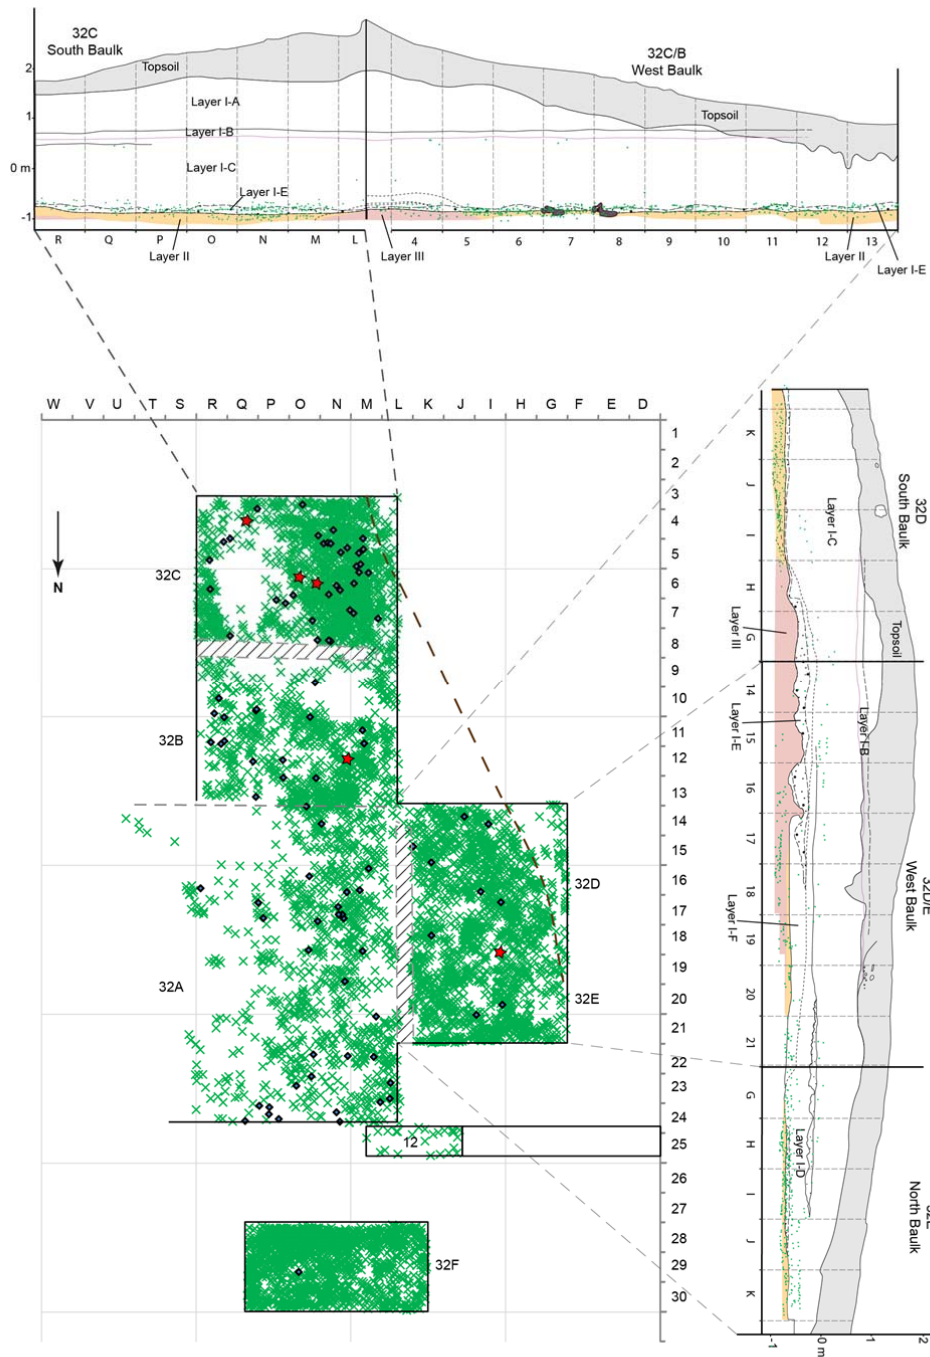 32C
South Baulk
32C/B
West Baulk
Topsoil
Topsoil
2
1
0 m
-1
Layer I-A
Layer I-B
Layer I-C
Layer I-E
R Q P O N M L 4 5 6 7 8 9 10 11 12 13
Layer II
Layer III
Layer II
Layer I-E
W V U T S R Q P O N M L K J I H G F E D
1
2
3
4
5
6
7
8
9
10
11
12
13
14
15
16
17
18
19
20
21
22
23
24
25
26
27
28
29
30
N
32C
32B
32A
32D
32E
12
32F
32D
South Baulk
K
J
I
H
G
Layer I-C
Layer III
Topsoil
14
15
16
17
18
19
20
21
Layer I-E
Layer I-B
Layer I-F
32D/E
West Baulk
G
H
I
J
K
Layer I-D
North Baulk
-1
0 m
1
2